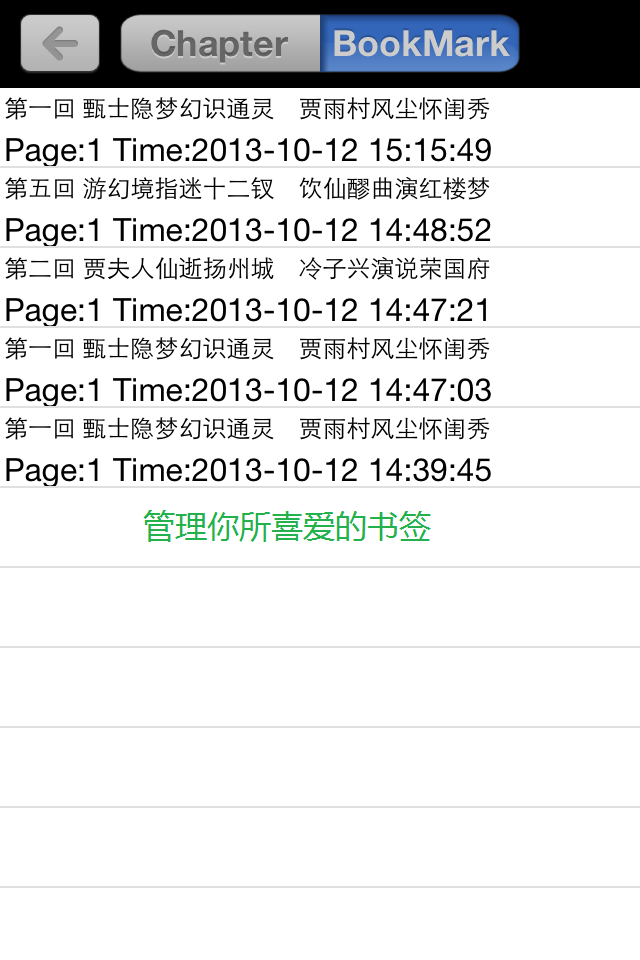 Chapter BookMark
第一回 甄士隐梦幻识通灵　贾雨村风尘怀闺秀
Page:1 Time:2013-10-12 15:15:49
第五回 游幻境指迷十二钗　饮仙醪曲演红楼梦
Page:1 Time:2013-10-12 14:48:52
第二回 贾夫人仙逝扬州城　冷子兴演说荣国府
Page:1 Time:2013-10-12 14:47:21
第一回 甄士隐梦幻识通灵　贾雨村风尘怀闺秀
Page:1 Time:2013-10-12 14:47:03
第一回 甄士隐梦幻识通灵　贾雨村风尘怀闺秀
Page:1 Time:2013-10-12 14:39:45
管理你所喜爱的书签